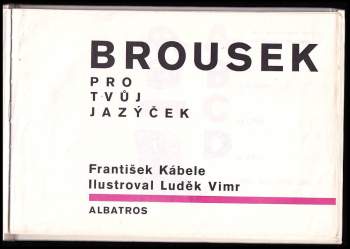 BROUSEK
PRO
TVŮJ
JAZÝČEK
František Kábele
Ilustroval Luděk Vimr
ALBATROS